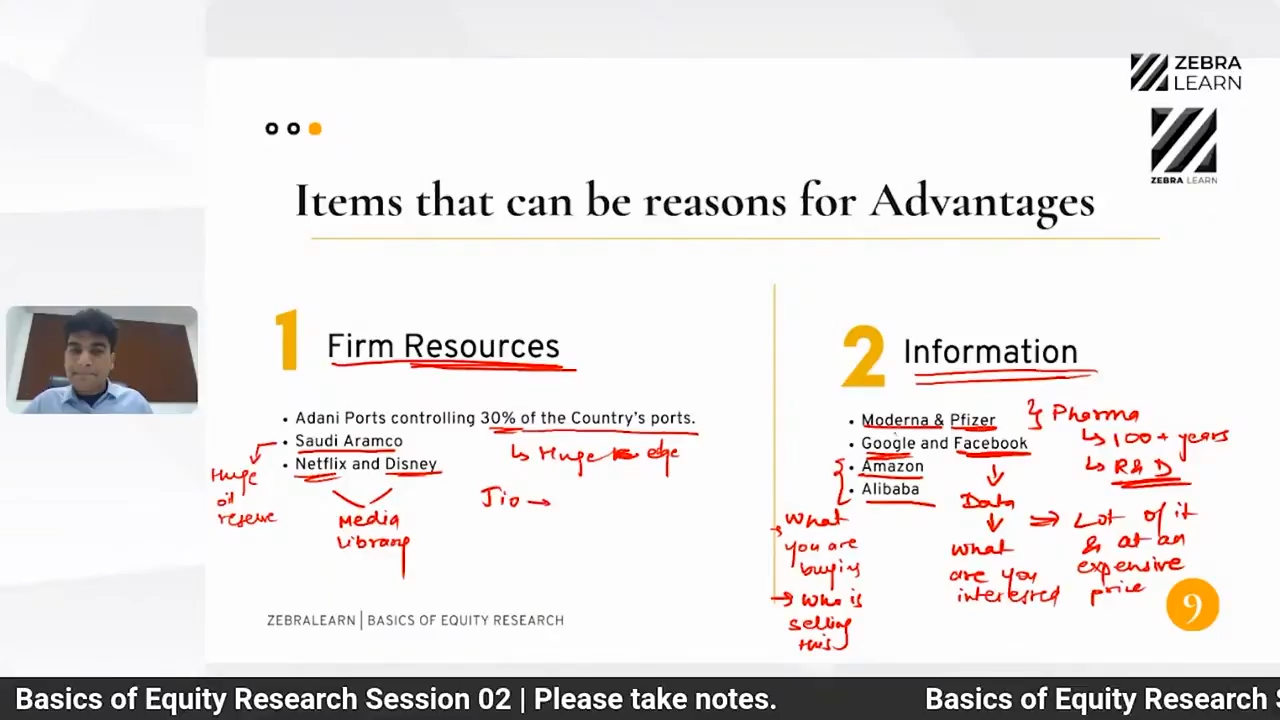 ZEBRA
LEARN
ZEBRA LEARN
Items that can be reasons for Advantages
1
Firm Resources
• Adani Ports controlling 30% of the Country's ports.
• Saudi Aramco
• Netflix and Disney
↳ Huge edge
Huge
oil
reserve
Jio →
Media
Library
2
Information
• Moderna & Pfizer
• Google and Facebook
• Amazon
• Alibaba
Pharma
↳ 100+ years
↳ R & D
Data
What
are you
interested
⇒ Lot of it
& at an
expensive
price
→ What
you are
buying
→ Who is
selling
this
ZEBRALEARN | BASICS OF EQUITY RESEARCH
9
Basics of Equity Research Session 02 | Please take notes.
Basics of Equity Research S